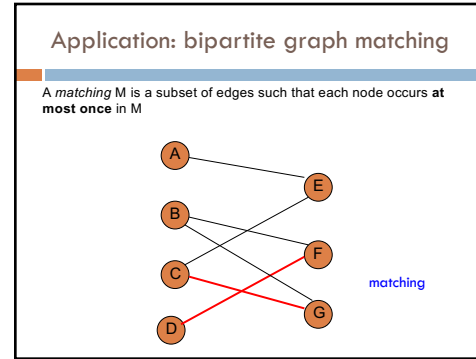 Application: bipartite graph matching
A matching M is a subset of edges such that each node occurs at
most once in M
A
E
B
F
C
matching
G
D